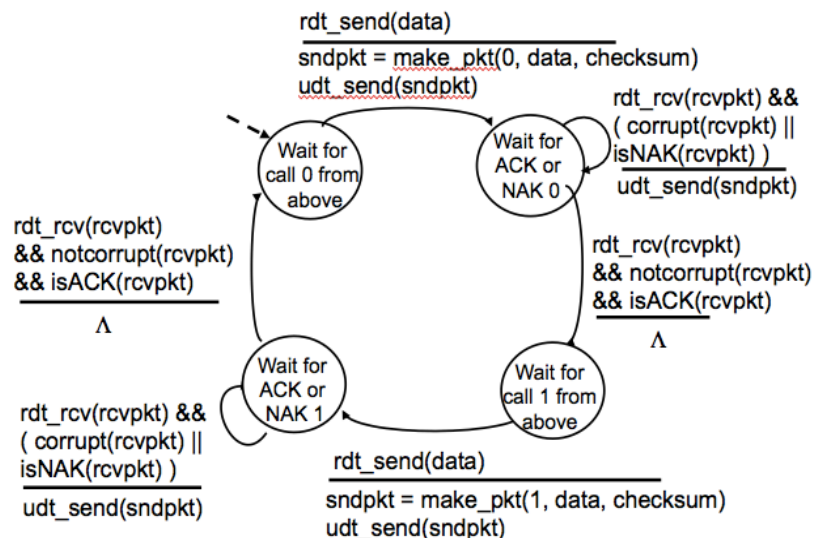 rdt_send(data)
sndpkt = make_pkt(0, data, checksum)
udt_send(sndpkt)
rdt_rcv(rcvpkt) &&
( corrupt(rcvpkt) ||
isNAK(rcvpkt) )
udt_send(sndpkt)
Wait for
call 0 from
above
Wait for
ACK or
NAK 0
rdt_rcv(rcvpkt)
&& notcorrupt(rcvpkt)
&& isACK(rcvpkt)
Λ
rdt_rcv(rcvpkt)
&& notcorrupt(rcvpkt)
&& isACK(rcvpkt)
Λ
Wait for
ACK or
NAK 1
Wait for
call 1 from
above
rdt_rcv(rcvpkt) &&
( corrupt(rcvpkt) ||
isNAK(rcvpkt) )
udt_send(sndpkt)
rdt_send(data)
sndpkt = make_pkt(1, data, checksum)
udt_send(sndpkt)